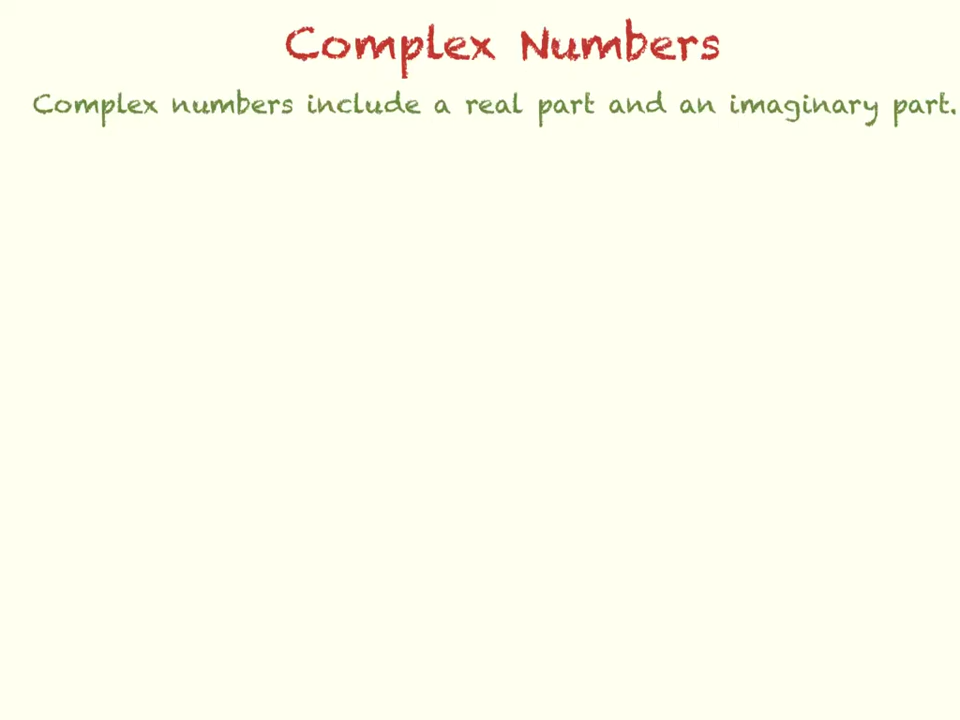 Complex Numbers
Complex numbers include a real part and an imaginary part.